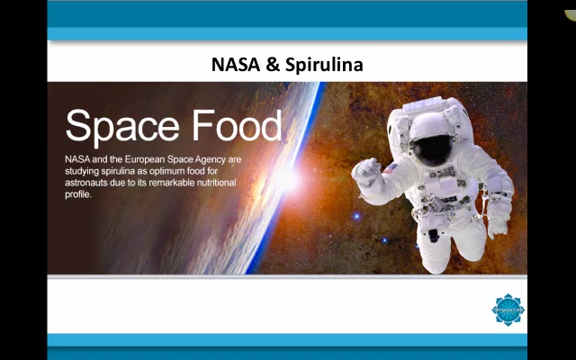 NASA & Spirulina
Space Food
NASA and the European Space Agency are
studying spirulina as optimum food for
astronauts due to its remarkable nutritional
profile.